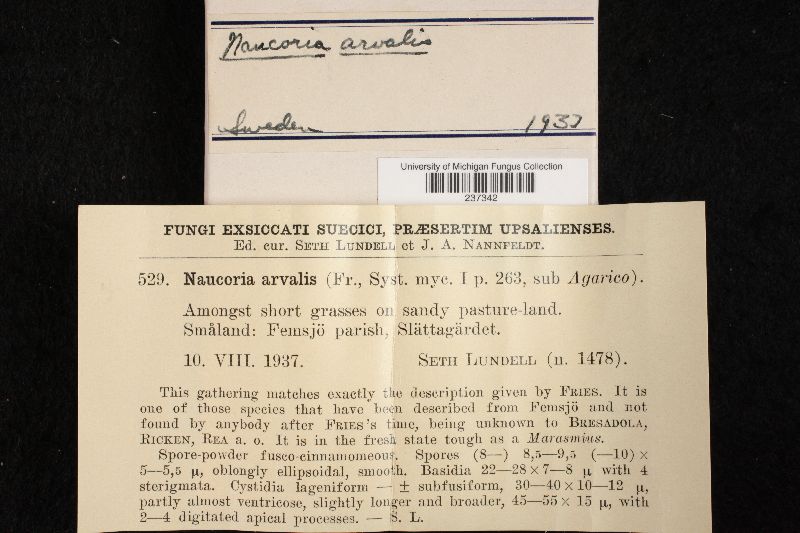 Naucoria arvalis
Sweden 1937
University of Michigan Fungus Collection
237342
FUNGI EXSICCATI SUECICI, PRÆSERTIM UPSALIENSES.
Ed. cur. SETH LUNDELL et J. A. NANNFELDT.
529. Naucoria arvalis (Fr., Syst. myc. I p. 263, sub Agarico).
Amongst short grasses on sandy pasture-land.
Småland: Femsjö parish, Slättagärdet.
10. VIII. 1937. SETH LUNDELL (n. 1478).
This gathering matches exactly the description given by FRIES. It is
one of those species that have been described from Femsjö and not
found by anybody after FRIES's time, being unknown to BRESADOLA,
RICKEN, REA a. o. It is in the fresh state tough as a Marasmius.
Spore-powder fusco-cinnamomeous. Spores (8—) 8,5—9,5 (—10) ×
5—5,5 µ, oblongly ellipsoidal, smooth. Basidia 22—28 × 7—8 µ with 4
sterigmata. Cystidia lageniform — ± subfusiform, 30—40 × 10—12 µ,
partly almost ventricose, slightly longer and broader, 45—55 × 15 µ, with
2—4 digitated apical processes. — S. L.